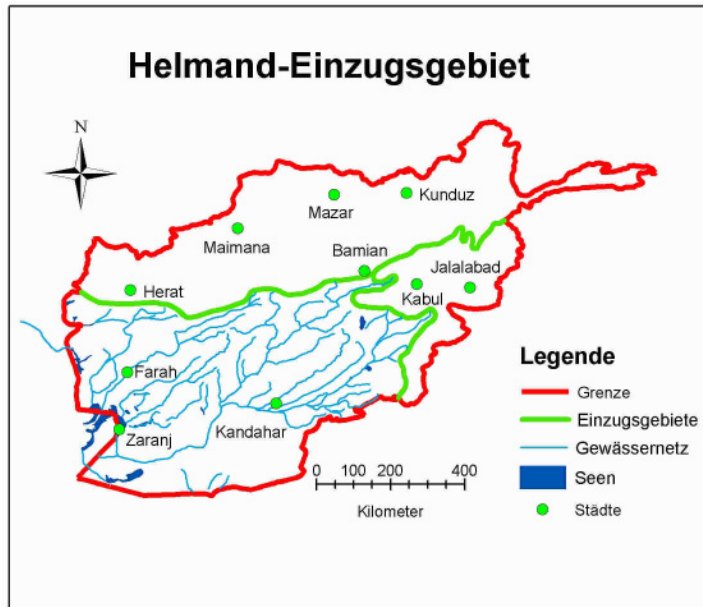 Helmand-Einzugsgebiet
N
Kunduz
Mazar
Maimana
Bamian
Jalalabad
Herat
Kabul
Farah
Kandahar
Zaranj
Legende
Grenze
Einzugsgebiete
Gewässernetz
Seen
Städte
0 100 200 400
Kilometer